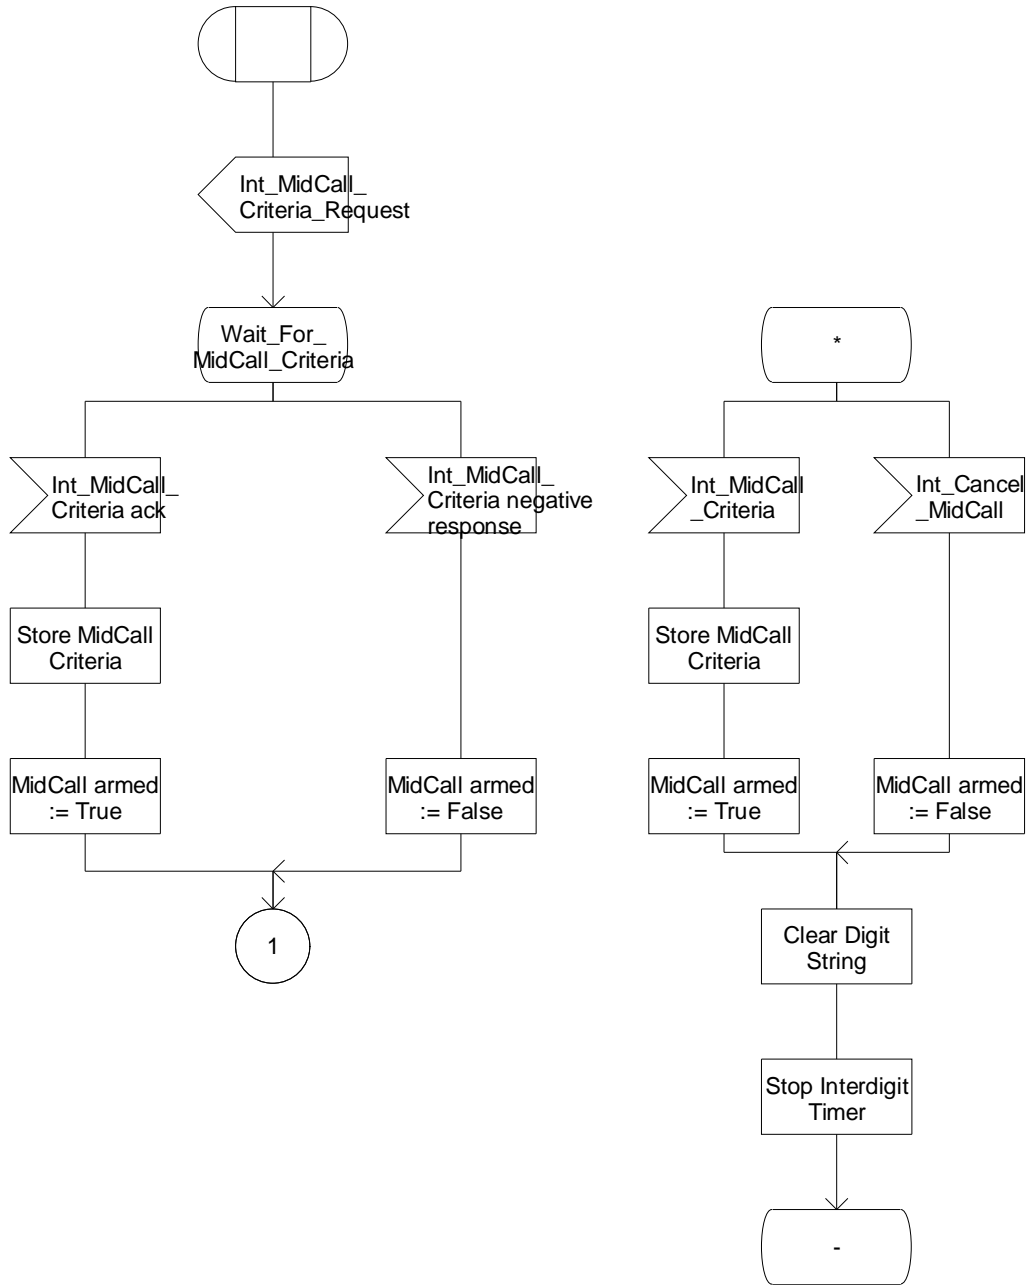 Int_MidCall_
Criteria_Request
Wait_For_
MidCall_Criteria
*
Int_MidCall_
Criteria ack
Int_MidCall_
Criteria negative
response
Int_MidCall
_Criteria
Int_Cancel
_MidCall
Store MidCall
Criteria
Store MidCall
Criteria
MidCall armed
:= True
MidCall armed
:= False
MidCall armed
:= True
MidCall armed
:= False
1
Clear Digit
String
Stop Interdigit
Timer
-